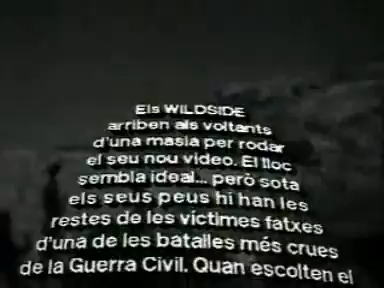 Els WILDSIDE
arriben als voltants
d'una masia per rodar
el seu nou video. El lloc
sembla ideal... però sota
els seus peus hi han les
restes de les victimes fatxes
d'una de les batalles més crues
de la Guerra Civil. Quan escolten el